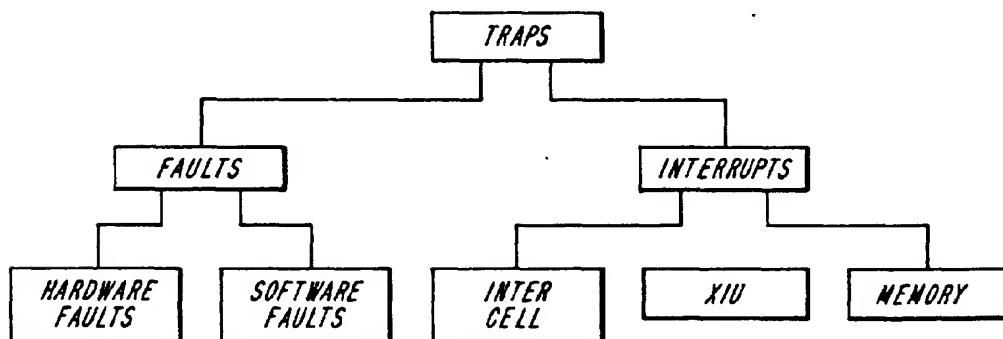 TRAPS
FAULTS
INTERRUPTS
HARDWARE
FAULTS
SOFTWARE
FAULTS
INTER
CELL
XIU
MEMORY